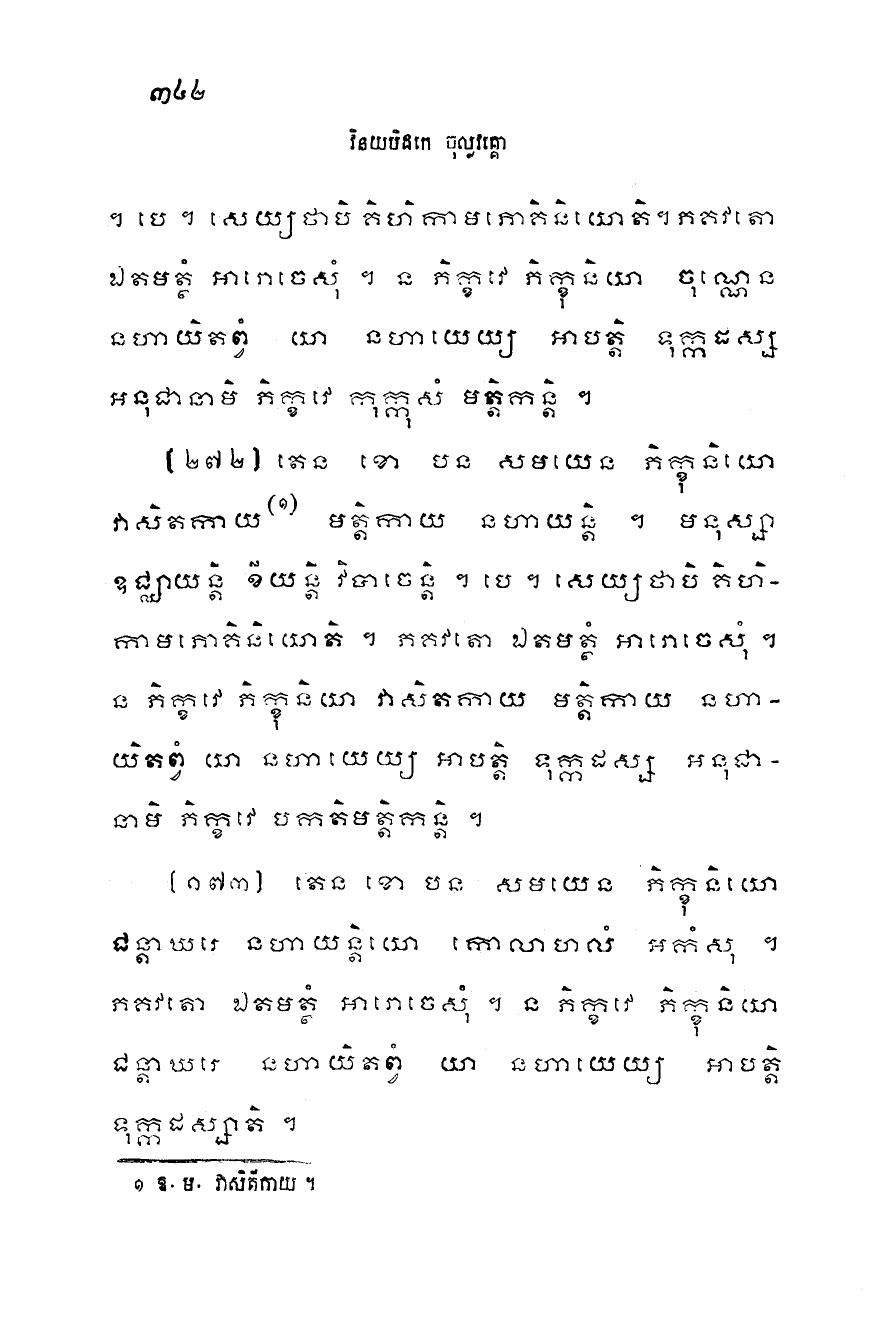 ៣៤២
វិនយបិដកេ ចុល្លវគ្គោ
។ បេ ។ សេយ្យថាបិ គិហិកាមភោគិនិយោតិ។ ភគវតោ
ឯតមត្ថំ អារោចេសុំ ។ ន ភិក្ខវេ ភិក្ខុនិយា ចុណ្ណេន
នហាយិតព្វំ យា នហាយេយ្យ អាបត្តិ ទុក្កដស្ស
អនុជានាមិ ភិក្ខវេ កុក្កុសំ មត្តិកន្តិ ។
[២៧២] តេន ខោ បន សមយេន ភិក្ខុនិយោ
វាសិតកាយ(១) មត្តិកាយ នហាយន្តិ ។ មនុស្សា
ឧជ្ឈាយន្តិ ខីយន្តិ វិបាចេន្តិ ។ បេ ។ សេយ្យថាបិ គិហិ-
កាមភោគិនិយោតិ ។ ភគវតោ ឯតមត្ថំ អារោចេសុំ ។
ន ភិក្ខវេ ភិក្ខុនិយា វាសិតកាយ មត្តិកាយ នហា-
យិតព្វំ យា នហាយេយ្យ អាបត្តិ ទុក្កដស្ស អនុជា-
នាមិ ភិក្ខវេ បកតិមត្តិកន្តិ ។
[១៧៣] តេន ខោ បន សមយេន ភិក្ខុនិយោ
ជន្តាឃរេ នហាយន្តិយោ កោលាហលំ អកំសុ ។
ភគវតោ ឯតមត្ថំ អារោចេសុំ ។ ន ភិក្ខវេ ភិក្ខុនិយា
ជន្តាឃរេ នហាយិតព្វំ យា នហាយេយ្យ អាបត្តិ
ទុក្កដស្សាតិ ។
១ ឱ. ម. វាសិតីកាយ ។